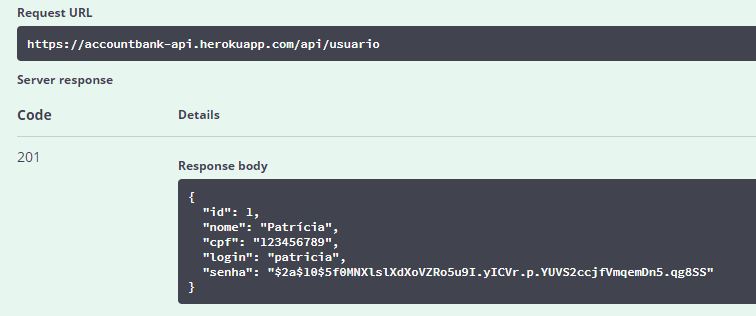 Request URL
https://accountbank-api.herokuapp.com/api/usuario
Server response
Code Details
201
Response body
{
"id": 1,
"nome": "Patrícia",
"cpf": "123456789",
"login": "patricia",
"senha": "$2a$10$5f0MNXlslXdXoVZRo5u9I.yICVr.p.YUVS2ccjfVmqemDn5.qg8SS"
}